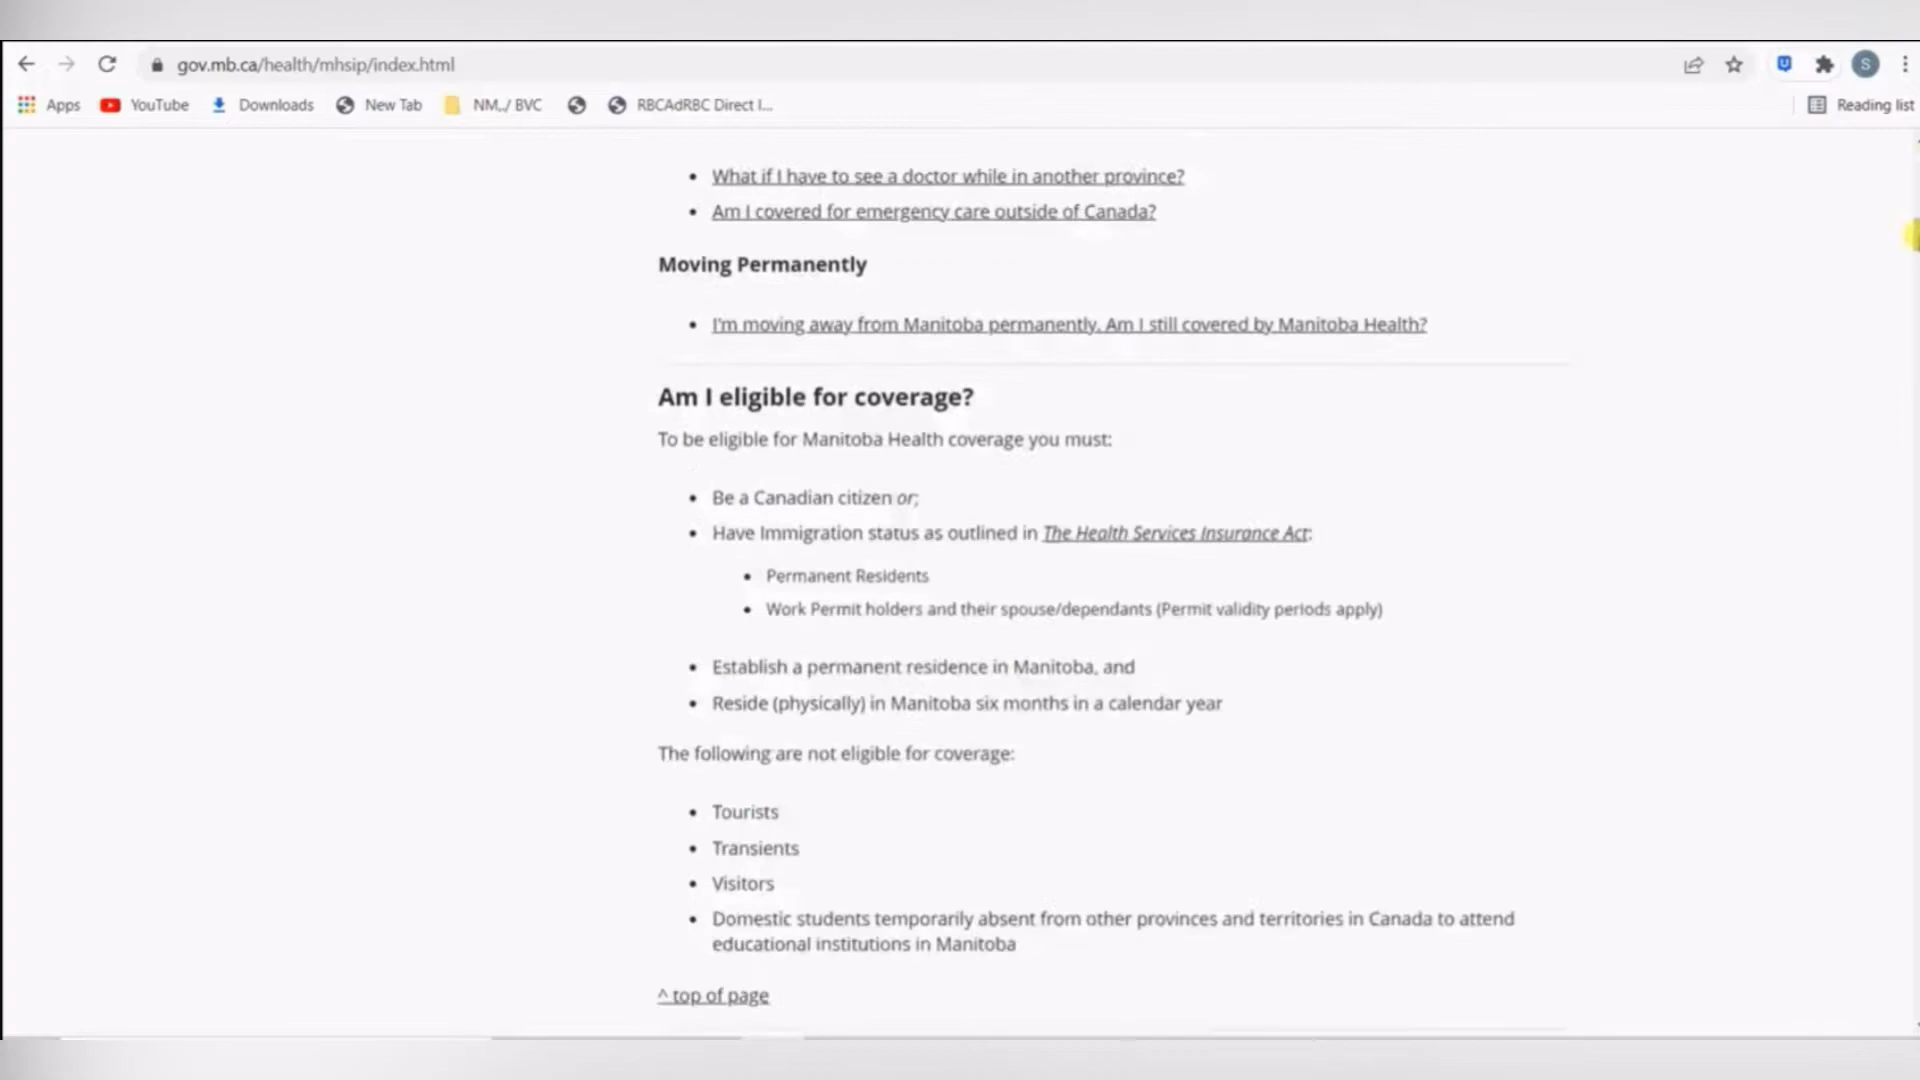 gov.mb.ca/health/mhsip/index.html
S
Apps YouTube Downloads New Tab NM,./ BVC RBCAdRBC Direct I... Reading list
• What if I have to see a doctor while in another province?
• Am I covered for emergency care outside of Canada?
Moving Permanently
• I'm moving away from Manitoba permanently. Am I still covered by Manitoba Health?
Am I eligible for coverage?
To be eligible for Manitoba Health coverage you must:
• Be a Canadian citizen or;
• Have Immigration status as outlined in The Health Services Insurance Act:
• Permanent Residents
• Work Permit holders and their spouse/dependants (Permit validity periods apply)
• Establish a permanent residence in Manitoba, and
• Reside (physically) in Manitoba six months in a calendar year
The following are not eligible for coverage:
• Tourists
• Transients
• Visitors
• Domestic students temporarily absent from other provinces and territories in Canada to attend
educational institutions in Manitoba
^ top of page